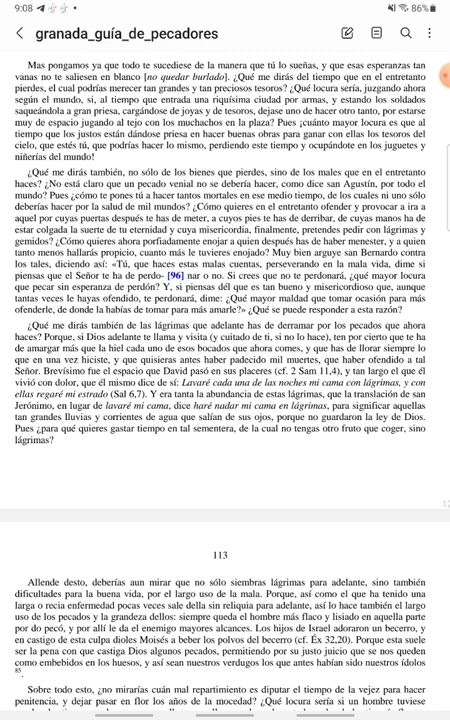 9:08
86%
granada_guía_de_pecadores
Mas pongamos ya que todo te sucediese de la manera que tú lo sueñas, y que esas esperanzas tan
vanas no te saliesen en blanco [no quedar burlado]. ¿Qué me dirás del tiempo que en el entretanto
pierdes, el cual podrías merecer tan grandes y tan preciosos tesoros? ¿Qué locura sería, juzgando ahora
según el mundo, si, al tiempo que entrada una riquísima ciudad por armas, y estando los soldados
saqueándola a gran priesa, cargándose de joyas y de tesoros, dejase uno de hacer otro tanto, por estarse
muy de espacio jugando al tejo con los muchachos en la plaza? Pues ¡cuánto mayor locura es que al
tiempo que los justos están dándose priesa en hacer buenas obras para ganar con ellas los tesoros del
cielo, que estés tú, que podrías hacer lo mismo, perdiendo este tiempo y ocupándote en los juguetes y
niñerías del mundo!
¿Qué me dirás también, no sólo de los bienes que pierdes, sino de los males que en el entretanto
haces? ¿No está claro que un pecado venial no se debería hacer, como dice san Agustín, por todo el
mundo? Pues ¿cómo te pones tú a hacer tantos mortales en ese medio tiempo, de los cuales ni uno sólo
deberías hacer por la salud de mil mundos? ¿Cómo quieres en el entretanto ofender y provocar a ira a
aquel por cuyas puertas después te has de meter, a cuyos pies te has de derribar, de cuyas manos ha de
estar colgada la suerte de tu eternidad y cuya misericordia, finalmente, pretendes pedir con lágrimas y
gemidos? ¿Cómo quieres ahora porfiadamente enojar a quien después has de haber menester, y a quien
tanto menos hallarás propicio, cuanto más le tuvieres enojado? Muy bien arguye san Bernardo contra
los tales, diciendo así: «Tú, que haces estas malas cuentas, perseverando en la mala vida, dime si
piensas que el Señor te ha de perdo- [96] nar o no. Si crees que no te perdonará, ¿qué mayor locura
que pecar sin esperanza de perdón? Y, si piensas dél que es tan bueno y misericordioso que, aunque
tantas veces le hayas ofendido, te perdonará, dime: ¿Qué mayor maldad que tomar ocasión para más
ofenderle, de donde la habías de tomar para más amarle?» ¿Qué se puede responder a esta razón?
¿Qué me dirás también de las lágrimas que adelante has de derramar por los pecados que ahora
haces? Porque, si Dios adelante te llama y visita (y cuitado de ti, si no lo hace), ten por cierto que te ha
de amargar más que la hiel cada uno de esos bocados que ahora comes, y que has de llorar siempre lo
que en una vez hiciste, y que quisieras antes haber padecido mil muertes, que haber ofendido a tal
Señor. Brevísimo fue el espacio que David pasó en sus placeres (cf. 2 Sam 11,4), y tan largo el que él
vivió con dolor, que él mismo dice de sí: Lavaré cada una de las noches mi cama con lágrimas, y con
ellas regaré mi estrado (Sal 6,7). Y era tanta la abundancia de estas lágrimas, que la translación de san
Jerónimo, en lugar de lavaré mi cama, dice haré nadar mi cama en lágrimas, para significar aquellas
tan grandes lluvias y corrientes de agua que salían de sus ojos, porque no guardaron la ley de Dios.
Pues ¿para qué quieres gastar tiempo en tal sementera, de la cual no tengas otro fruto que coger, sino
lágrimas?
113
Allende desto, deberías aun mirar que no sólo siembras lágrimas para adelante, sino también
dificultades para la buena vida, por el largo uso de la mala. Porque, así como el que ha tenido una
larga o recia enfermedad pocas veces sale della sin reliquia para adelante, así lo hace también el largo
uso de los pecados y la grandeza dellos: siempre queda el hombre más flaco y lisiado en aquella parte
por do pecó, y por allí le da el enemigo mayores alcances. Los hijos de Israel adoraron un becerro, y
en castigo de esta culpa dioles Moisés a beber los polvos del becerro (cf. Éx 32,20). Porque esta suele
ser la pena con que castiga Dios algunos pecados, permitiendo por su justo juicio que se nos queden
como embebidos en los huesos, y así sean nuestros verdugos los que antes habían sido nuestros ídolos
85.
Sobre todo esto, ¿no mirarías cuán mal repartimiento es diputar el tiempo de la vejez para hacer
penitencia, y dejar pasar en flor los años de la mocedad? ¿Qué locura sería si un hombre tuviese